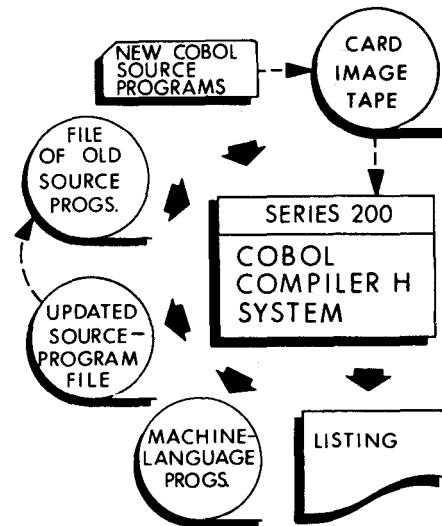 NEW COBOL
SOURCE
PROGRAMS
CARD
IMAGE
TAPE
FILE
OF OLD
SOURCE
PROGS.
SERIES 200
COBOL
COMPILER H
SYSTEM
UPDATED
SOURCE-
PROGRAM
FILE
MACHINE-
LANGUAGE
PROGS.
LISTING